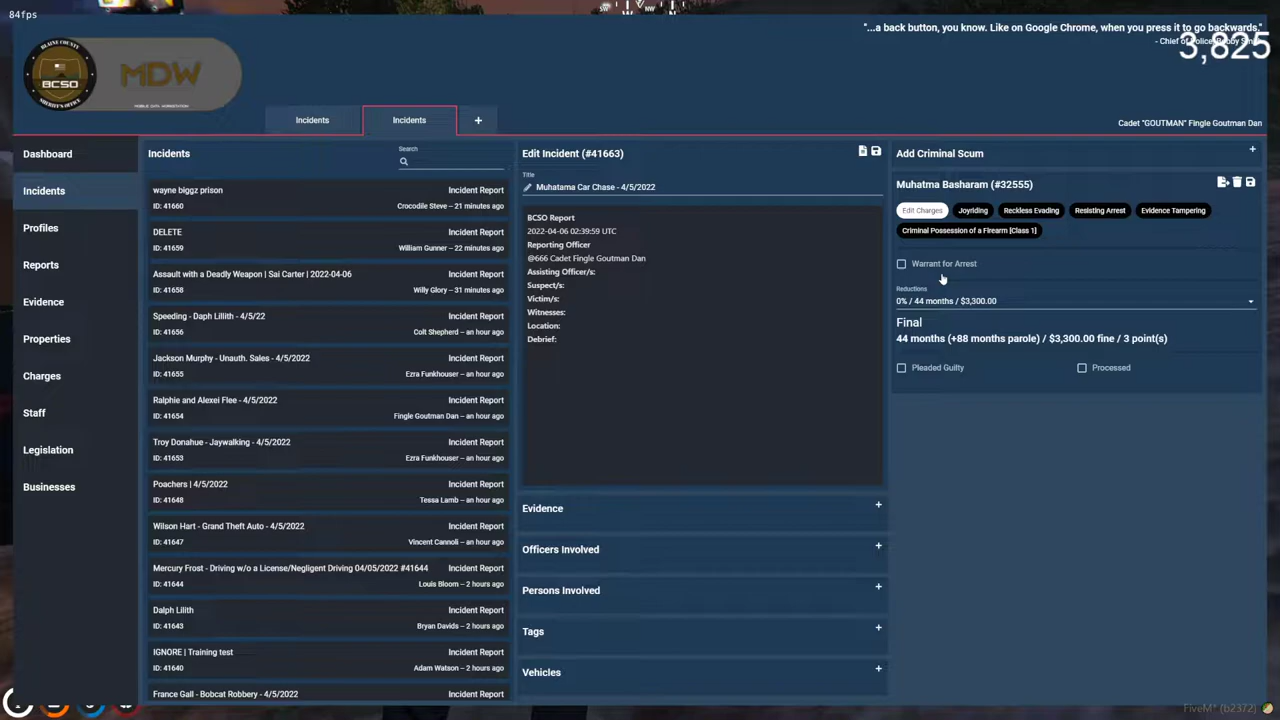 84fps
"...a back button, you know. Like on Google Chrome, when you press it to go backwards."
- Chief of Police Bobby
3,825
BLAINE COUNTY
BCSO
SHERIFF'S OFFICE
MDW
Incidents
Incidents
+
Cadet "GOUTMAN" Fingle Goutman Dan
Dashboard
Incidents
Profiles
Reports
Evidence
Properties
Charges
Staff
Legislation
Businesses
Incidents
Search
wayne biggz prison
Incident Report
ID: 41660
Crocodile Steve – 21 minutes ago
DELETE
Incident Report
ID: 41659
William Gunner – 22 minutes ago
Assault with a Deadly Weapon | Sai Carter | 2022-04-06
Incident Report
ID: 41658
Willy Glory – 31 minutes ago
Speeding - Daph Lillith - 4/5/22
Incident Report
ID: 41656
Colt Shepherd – an hour ago
Jackson Murphy - Unauth. Sales - 4/5/2022
Incident Report
ID: 41655
Ezra Funkhouser – an hour ago
Ralphie and Alexei Flee - 4/5/2022
Incident Report
ID: 41654
Fingle Goutman Dan – an hour ago
Troy Donahue - Jaywalking - 4/5/2022
Incident Report
ID: 41653
Ezra Funkhouser – an hour ago
Poachers | 4/5/2022
Incident Report
ID: 41648
Tessa Lamb – an hour ago
Wilson Hart - Grand Theft Auto - 4/5/2022
Incident Report
ID: 41647
Vincent Cannoli – an hour ago
Mercury Frost - Driving w/o a License/Negligent Driving 04/05/2022 #41644
Incident Report
ID: 41644
Louis Bloom – 2 hours ago
Dalph Lilith
Incident Report
ID: 41643
Bryan Davids – 2 hours ago
IGNORE | Training test
Incident Report
ID: 41640
Adam Watson – 2 hours ago
France Gall - Bobcat Robbery - 4/5/2022
Incident Report
Edit Incident (#41663)
Title
Muhatama Car Chase - 4/5/2022
BCSO Report
2022-04-06 02:39:59 UTC
Reporting Officer
@666 Cadet Fingle Goutman Dan
Assisting Officer/s:
Suspect/s:
Victim/s:
Witnesses:
Location:
Debrief:
Evidence
Officers Involved
Persons Involved
Tags
Vehicles
Add Criminal Scum
Muhatma Basharam (#32555)
Edit Charges
Joyriding
Reckless Evading
Resisting Arrest
Evidence Tampering
Criminal Possession of a Firearm [Class 1]
Warrant for Arrest
Reductions
0% / 44 months / $3,300.00
Final
44 months (+88 months parole) / $3,300.00 fine / 3 point(s)
Pleaded Guilty
Processed
FiveM* (b2372)